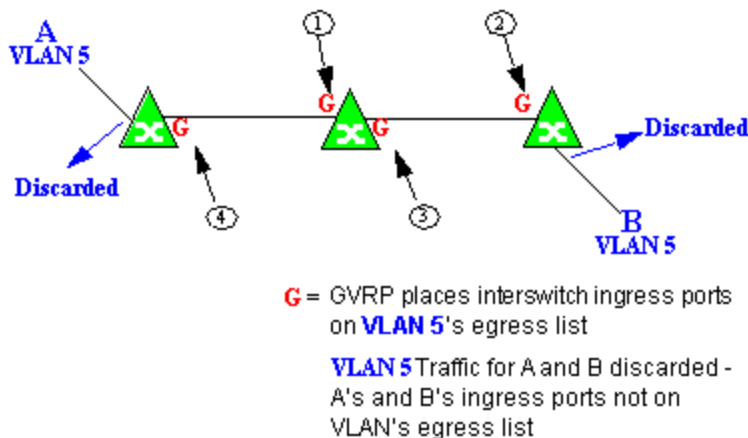 A
VLAN 5
1
2
G
G
G
G
Discarded
Discarded
4
3
B
VLAN 5
G = GVRP places interswitch ingress ports
on VLAN 5's egress list
VLAN 5 Traffic for A and B discarded -
A's and B's ingress ports not on
VLAN's egress list